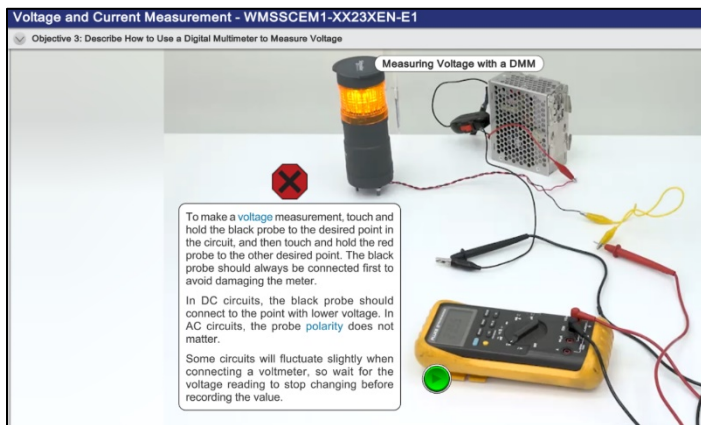 Voltage and Current Measurement - WMSSCEM1-XX23XEN-E1
Objective 3: Describe How to Use a Digital Multimeter to Measure Voltage
Measuring Voltage with a DMM
To make a voltage measurement, touch and
hold the black probe to the desired point in
the circuit, and then touch and hold the red
probe to the other desired point. The black
probe should always be connected first to
avoid damaging the meter.
In DC circuits, the black probe should
connect to the point with lower voltage. In
AC circuits, the probe polarity does not
matter.
Some circuits will fluctuate slightly when
connecting a voltmeter, so wait for the
voltage reading to stop changing before
recording the value.